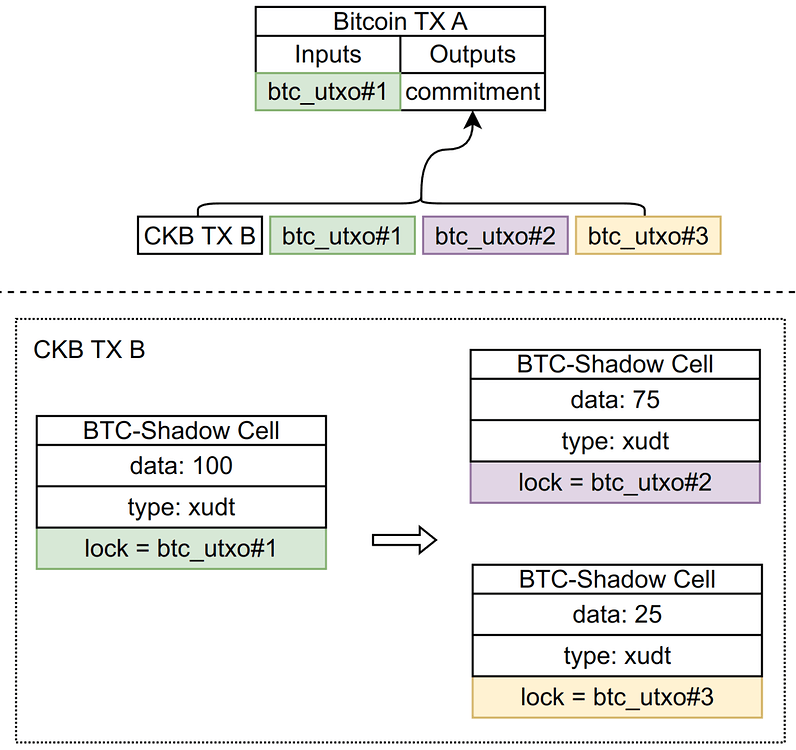 Bitcoin TX A
Inputs Outputs
btc_utxo#1 commitment
CKB TX B btc_utxo#1 btc_utxo#2 btc_utxo#3
CKB TX B
BTC-Shadow Cell
data: 100
type: xudt
lock = btc_utxo#1
BTC-Shadow Cell
data: 75
type: xudt
lock = btc_utxo#2
BTC-Shadow Cell
data: 25
type: xudt
lock = btc_utxo#3